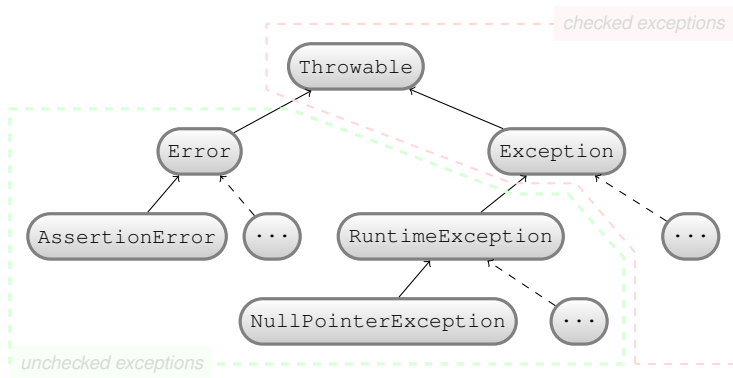 checked exceptions
Throwable
Error
Exception
AssertionError
...
RuntimeException
...
NullPointerException
...
unchecked exceptions